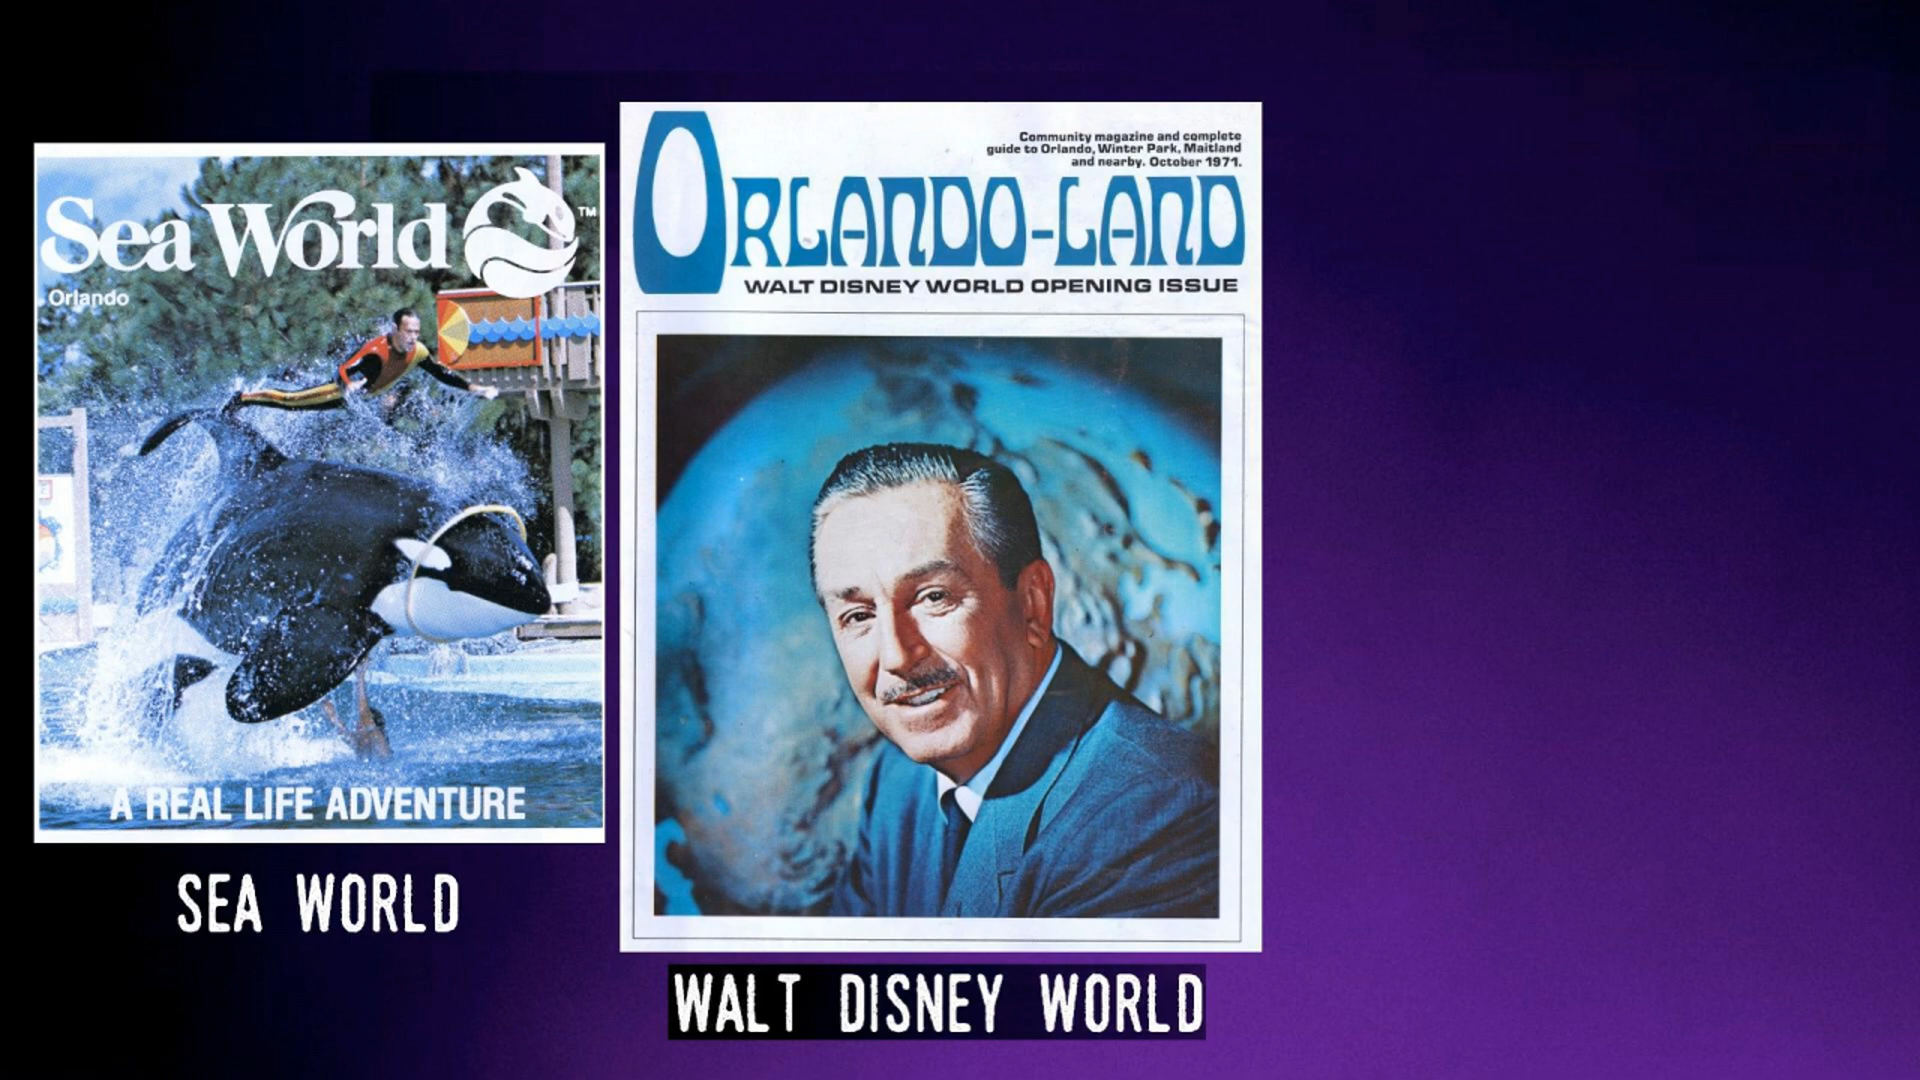 Sea World
TM
Orlando
A REAL LIFE ADVENTURE
SEA WORLD
Community magazine and complete
guide to Orlando, Winter Park, Maitland
and nearby. October 1971.
ORLANDO-LAND
WALT DISNEY WORLD OPENING ISSUE
WALT DISNEY WORLD